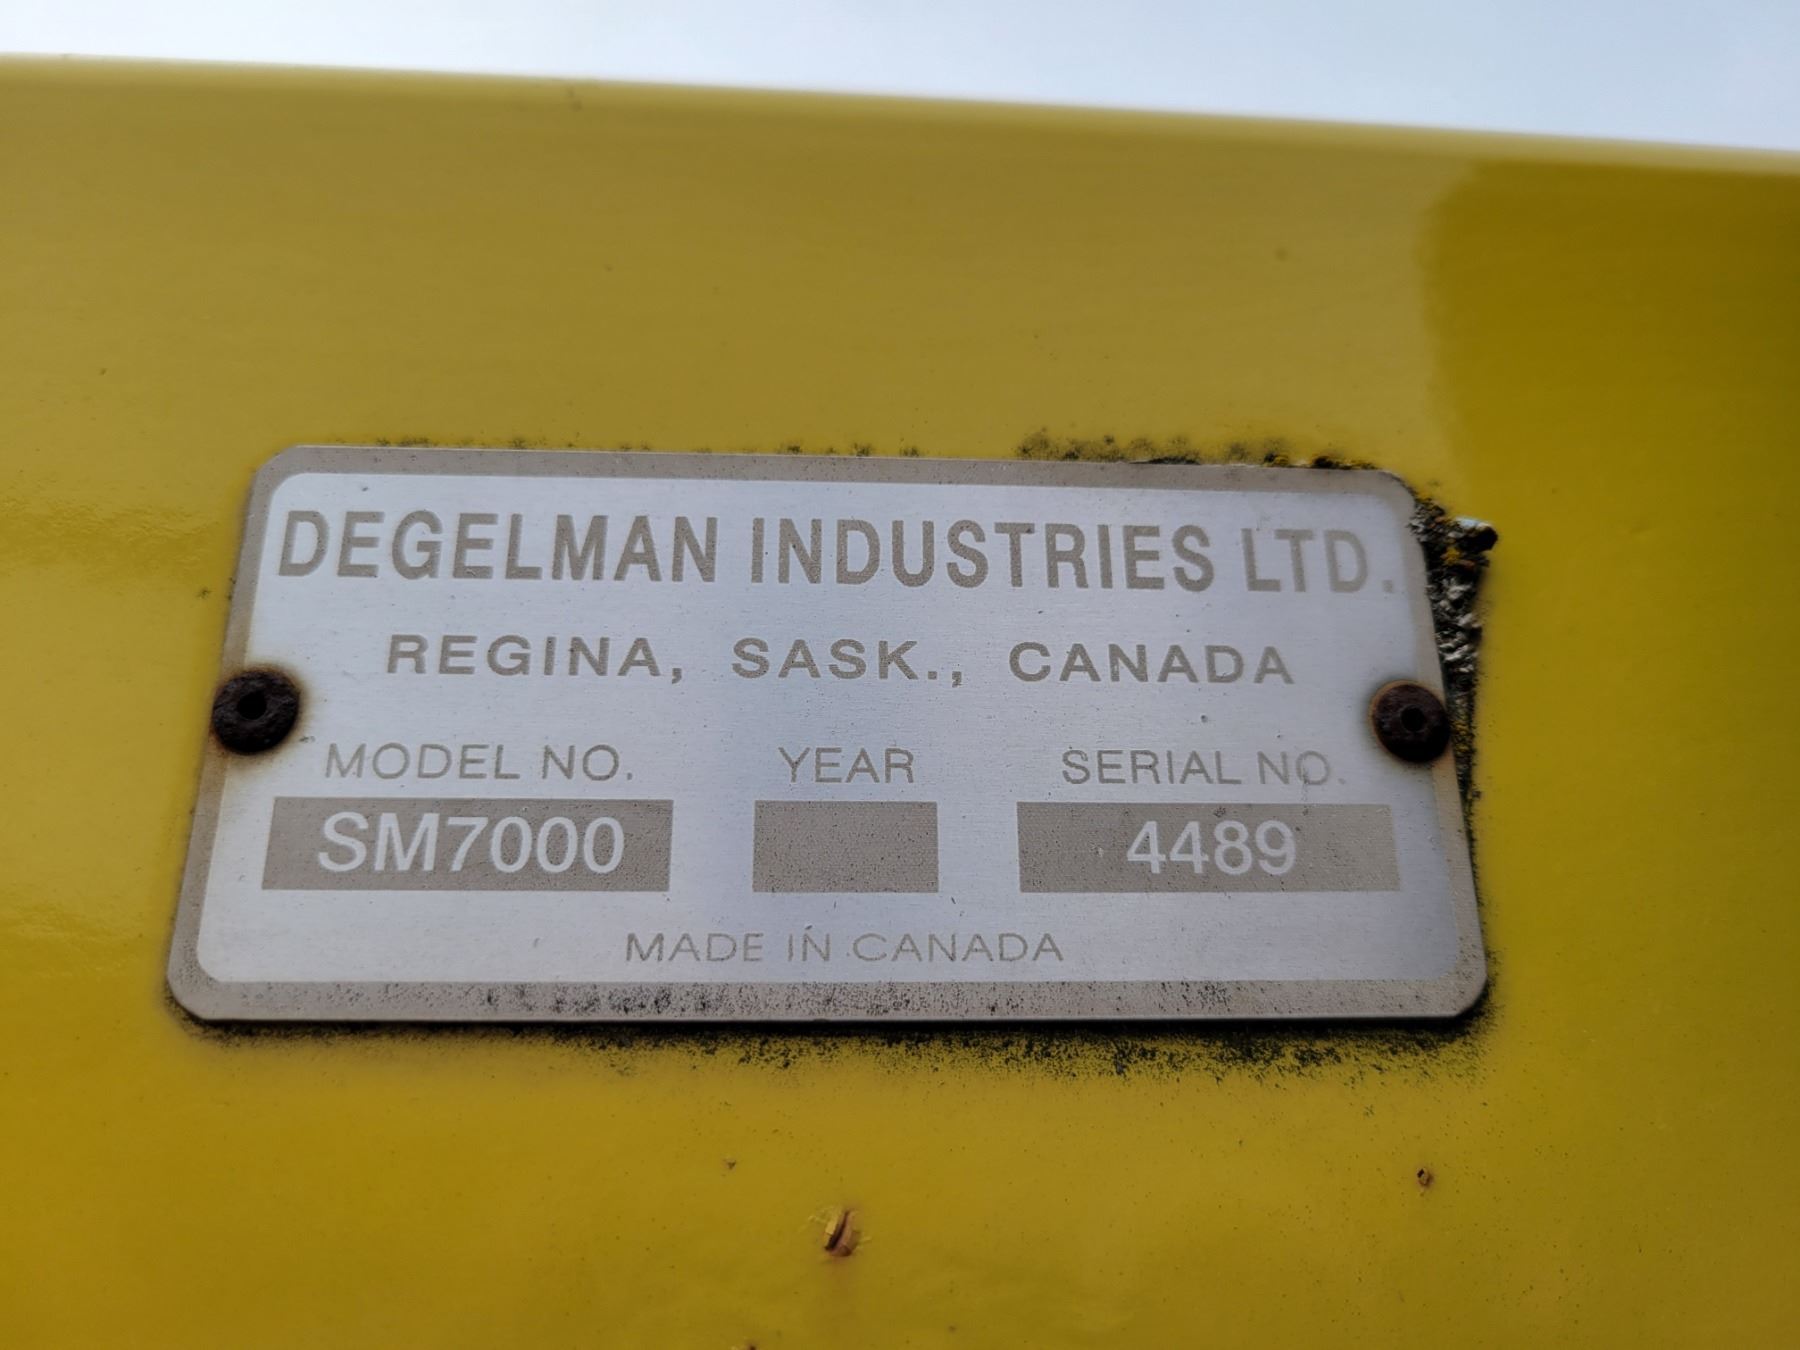 DEGELMAN INDUSTRIES LTD.
REGINA, SASK., CANADA
MODEL NO. YEAR SERIAL NO.
SM7000 4489
MADE IN CANADA